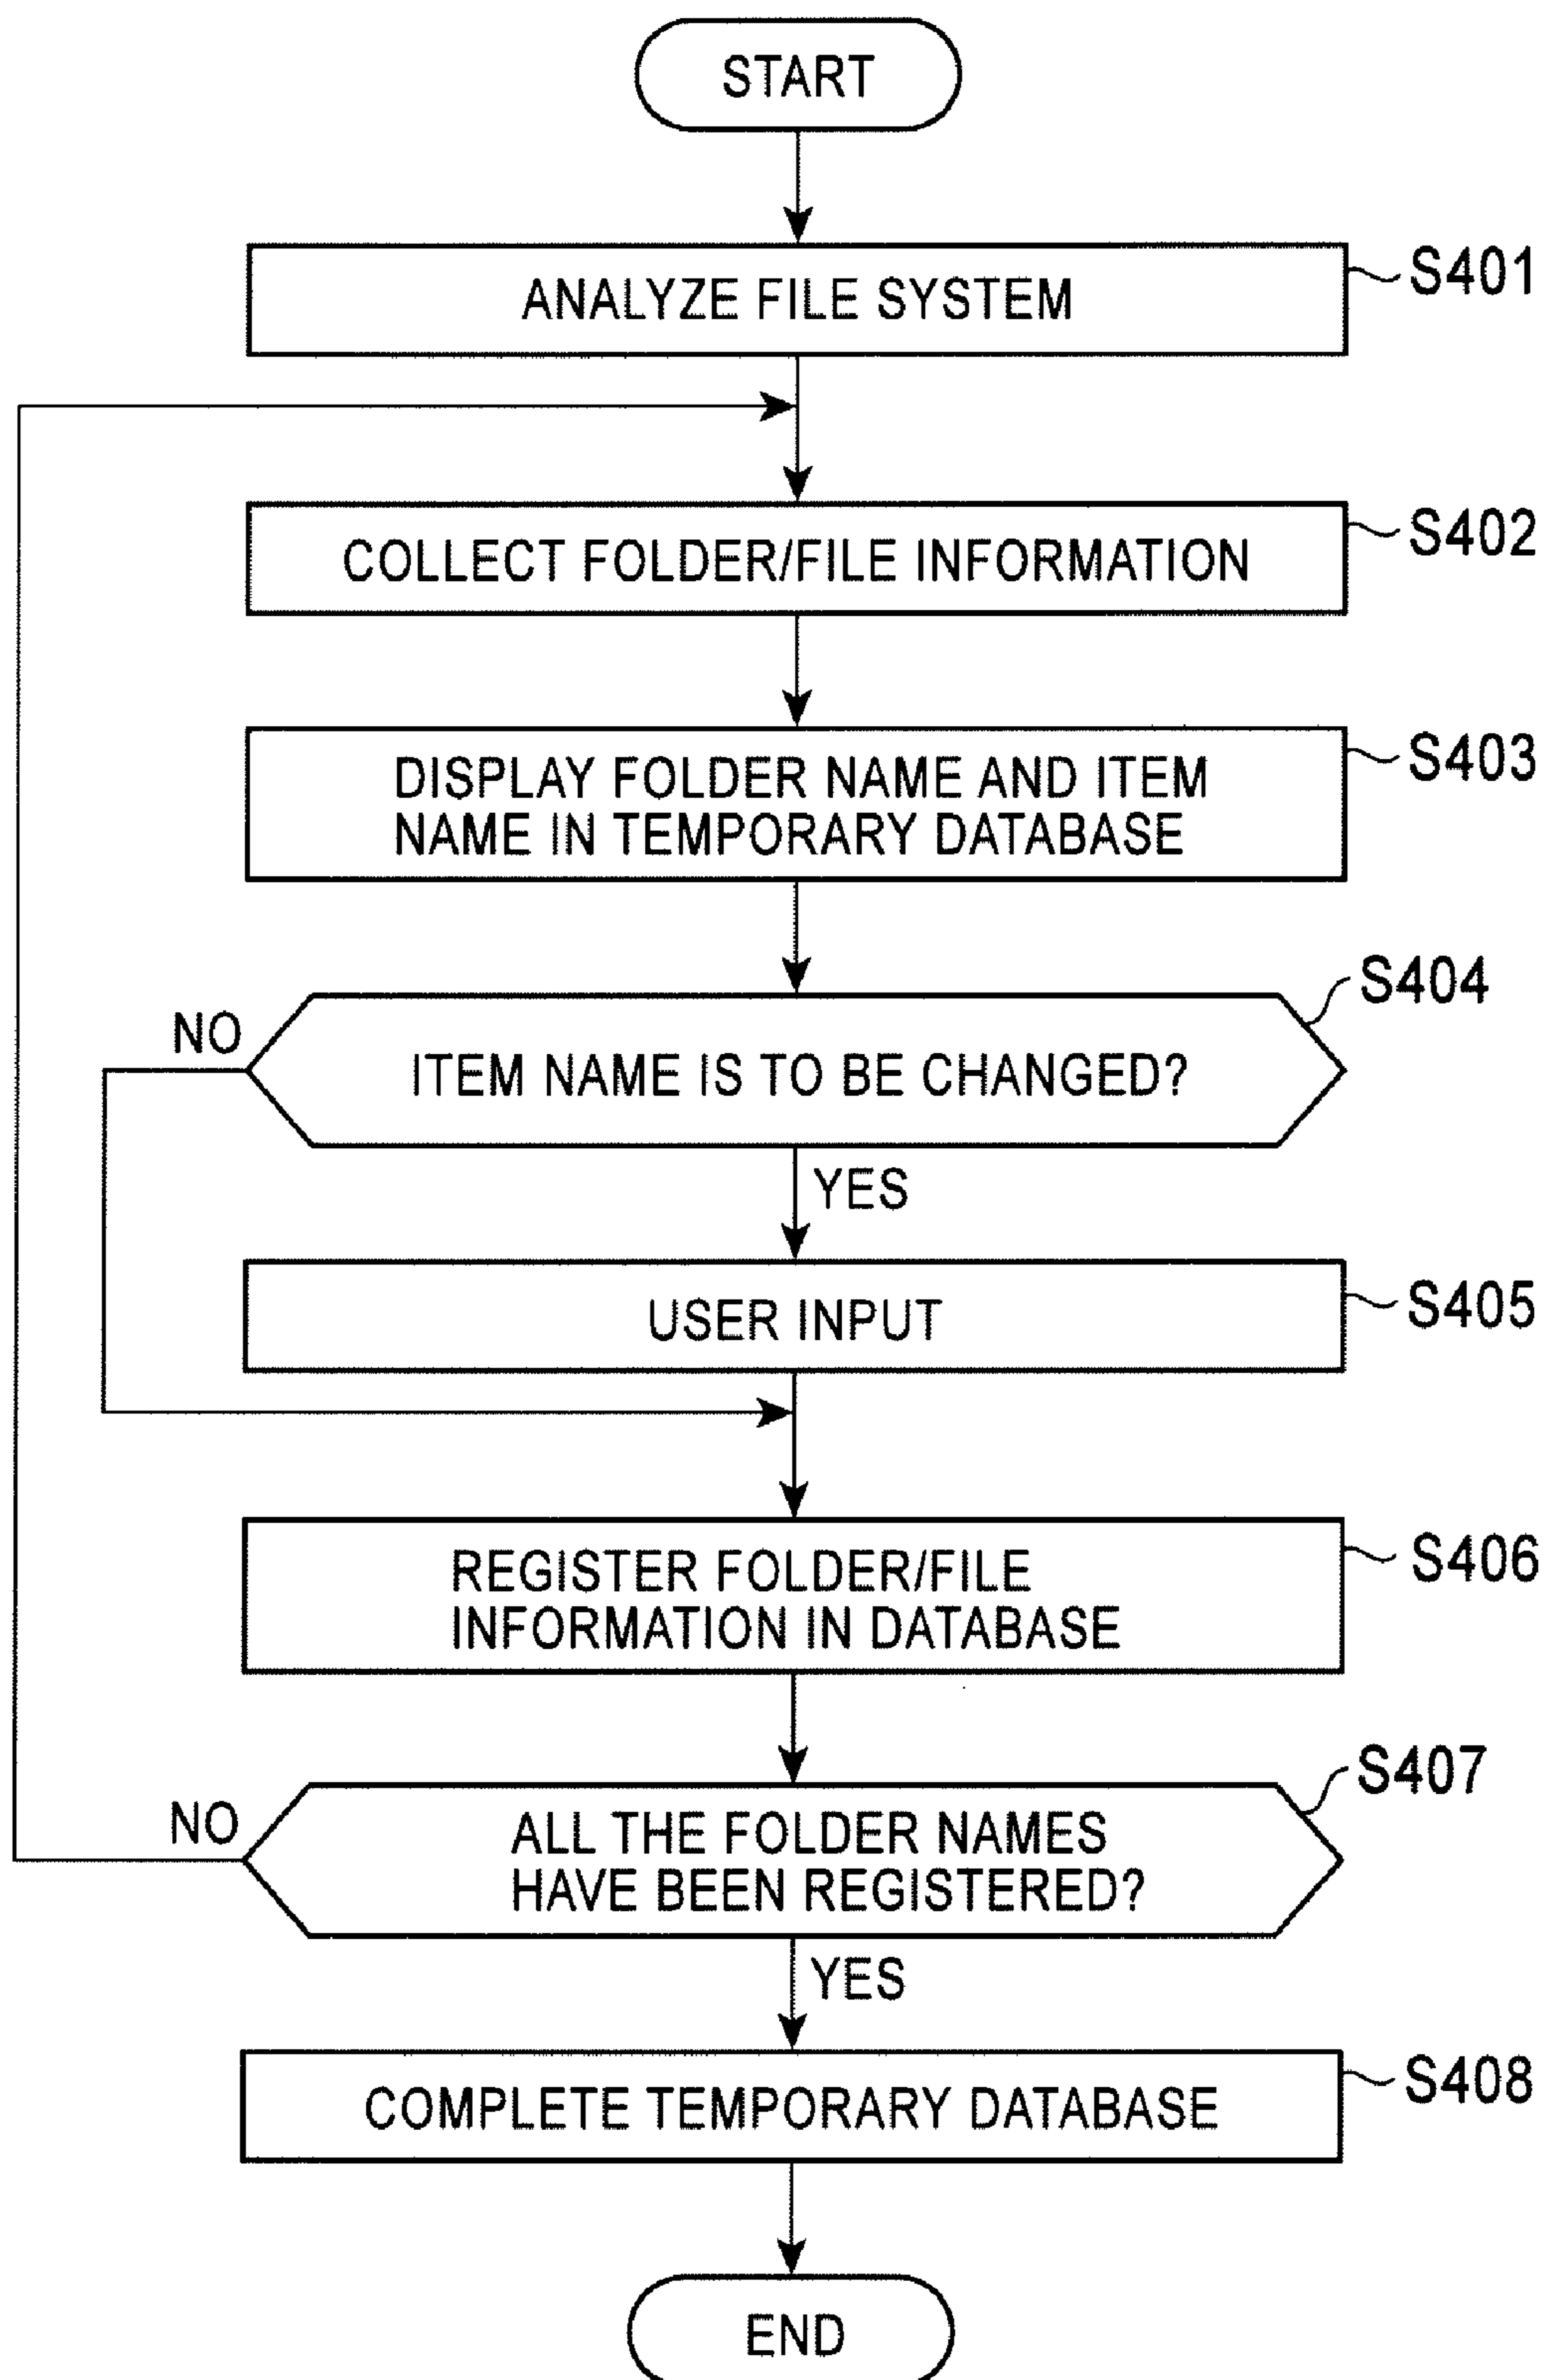 START
ANALYZE FILE SYSTEM
S401
COLLECT FOLDER/FILE INFORMATION
S402
DISPLAY FOLDER NAME AND ITEM
NAME IN TEMPORARY DATABASE
S403
S404
NO
ITEM NAME IS TO BE CHANGED?
YES
USER INPUT
S405
REGISTER FOLDER/FILE
INFORMATION IN DATABASE
S406
S407
NO
ALL THE FOLDER NAMES
HAVE BEEN REGISTERED?
YES
COMPLETE TEMPORARY DATABASE
S408
END